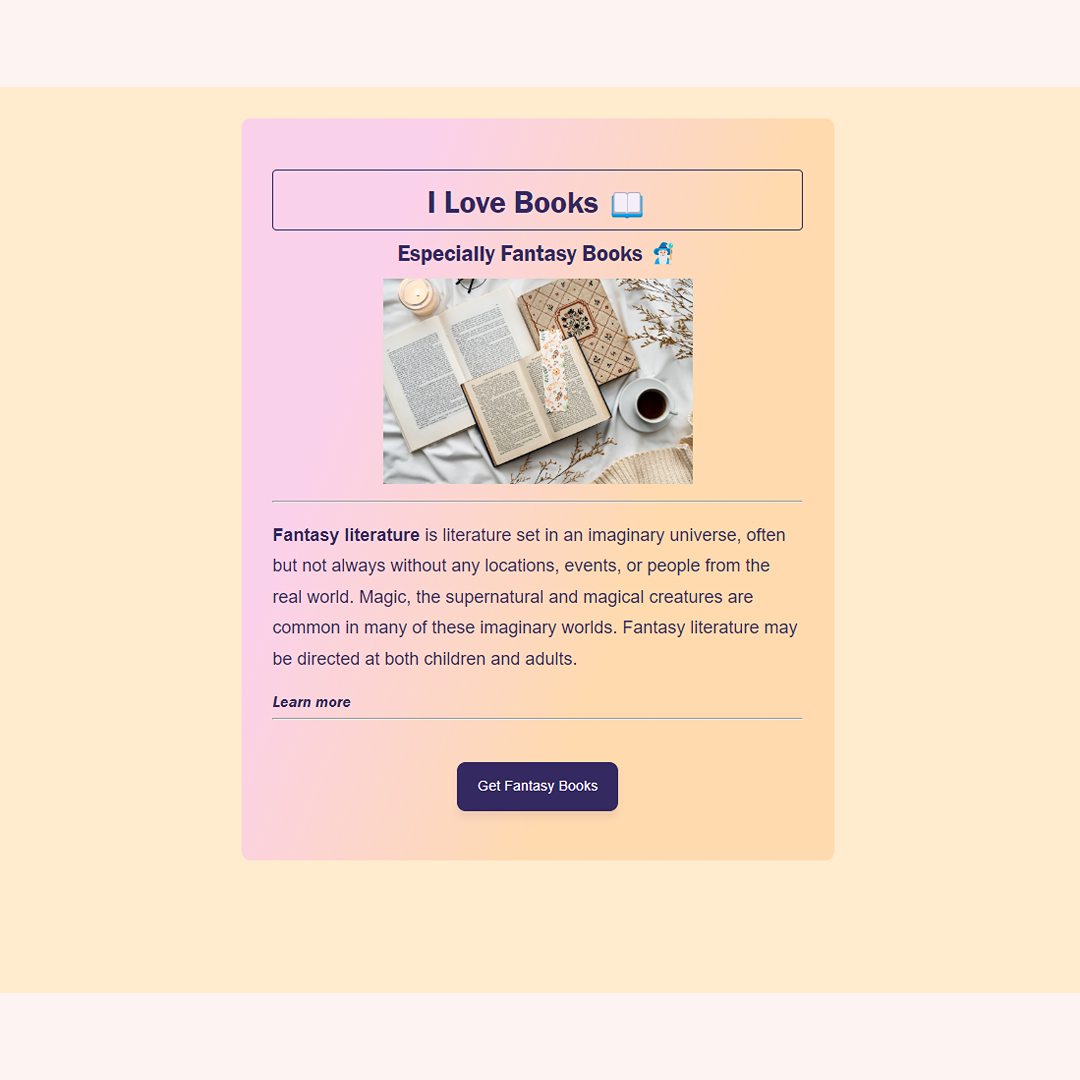 I Love Books 📖
Especially Fantasy Books 🧙
Fantasy literature is literature set in an imaginary universe, often
but not always without any locations, events, or people from the
real world. Magic, the supernatural and magical creatures are
common in many of these imaginary worlds. Fantasy literature may
be directed at both children and adults.
Learn more
Get Fantasy Books